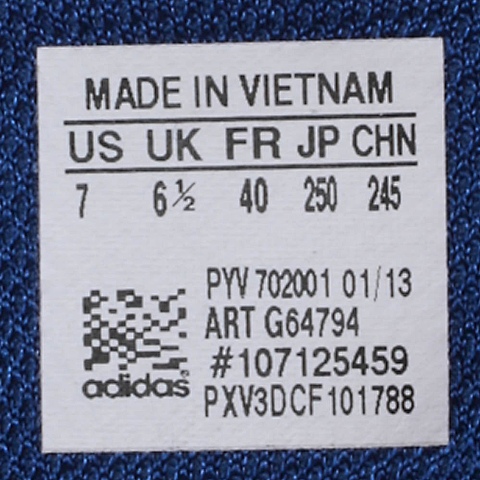 MADE IN VIETNAM
US UK FR JP CHN
7 6½ 40 250 245
PYV 702001 01/13
ART G64794
#107125459
PXV3DCF101788
adidas